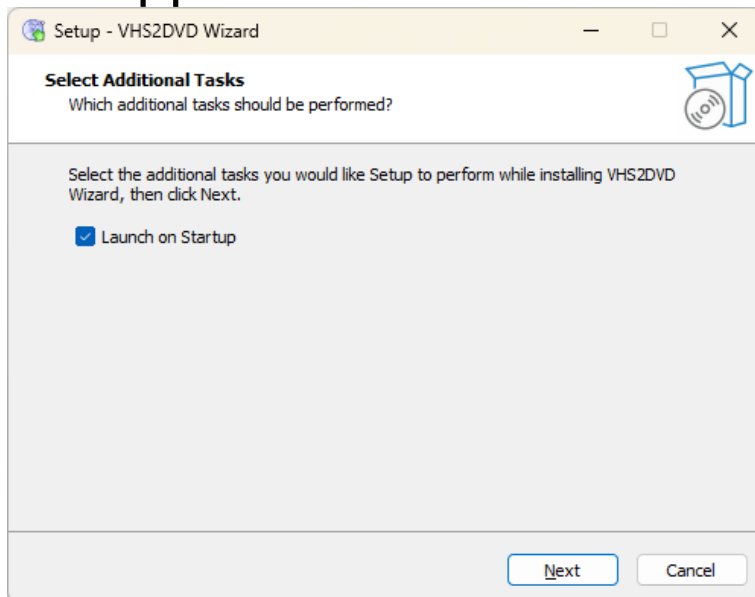 Setup - VHS2DVD Wizard
Select Additional Tasks
Which additional tasks should be performed?
Select the additional tasks you would like Setup to perform while installing VHS2DVD
Wizard, then click Next.
Launch on Startup
Next Cancel